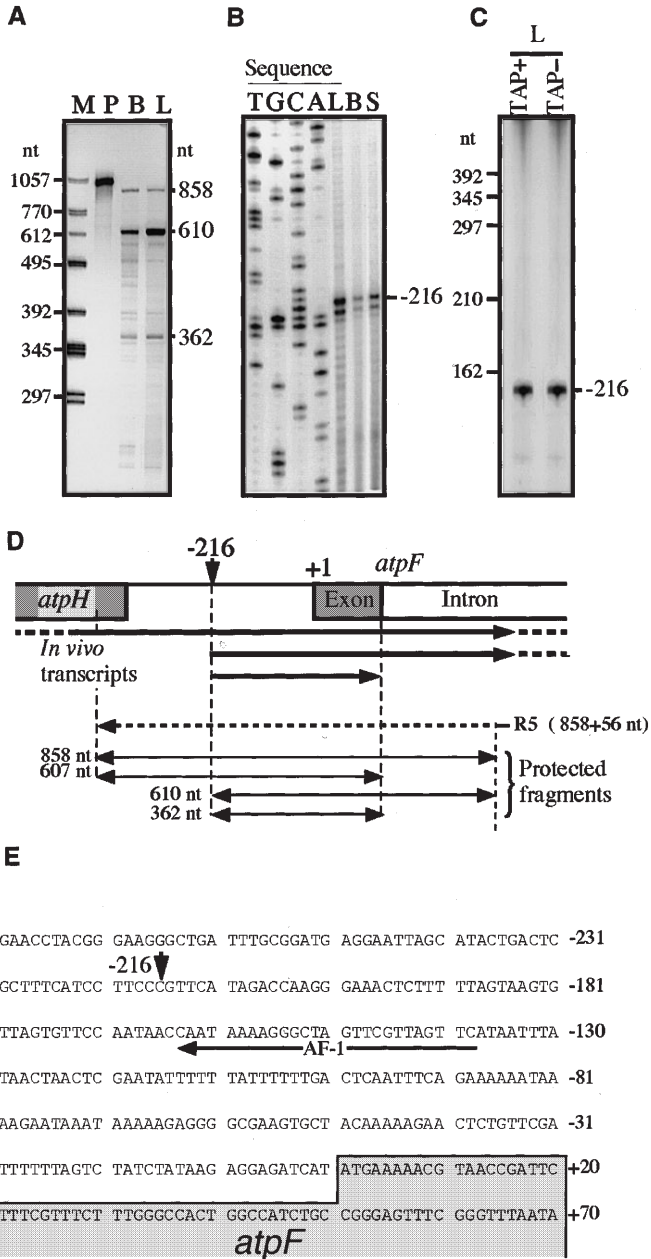 A
M P B L
nt
nt
1057
770
612
495
392
345
297
858
610
362
B
Sequence
T G C A L B S
-216
C
L
TAP+
TAP–
nt
392
345
297
210
162
-216
D
-216
+1
atpF
atpH
Exon
Intron
In vivo
transcripts
R5 (858+56 nt)
858 nt
607 nt
610 nt
362 nt
Protected
fragments
E
GAACCTACGG GAAGGGCTGA TTTGCGGATG AGGAATTAGC ATACTGACTC -231
-216
GCTTTCATCC TTCCCGTTCA TAGACCAAGG GAAACTCTTT TTAGTAAGTG -181
TTAGTGTTCC AATAACCAAT AAAAGGGCTA GTTCGTTAGT TCATAATTTA -130
AF-1
TAACTAACTC GAATATTTTT TATTTTTTGA CTCAATTTCA GAAAAAATAA -81
AAGAATAAAT AAAAAGAGGG GCGAAGTGCT ACAAAAAGAA CTCTGTTCGA -31
TTTTTTAGTC TATCTATAAG AGGAGATCAT ATGAAAAACG TAACCGATTC +20
TTTCGTTTCT TTGGGCCACT GGCCATCTGC CGGGAGTTTC GGGTTTAATA +70
atpF